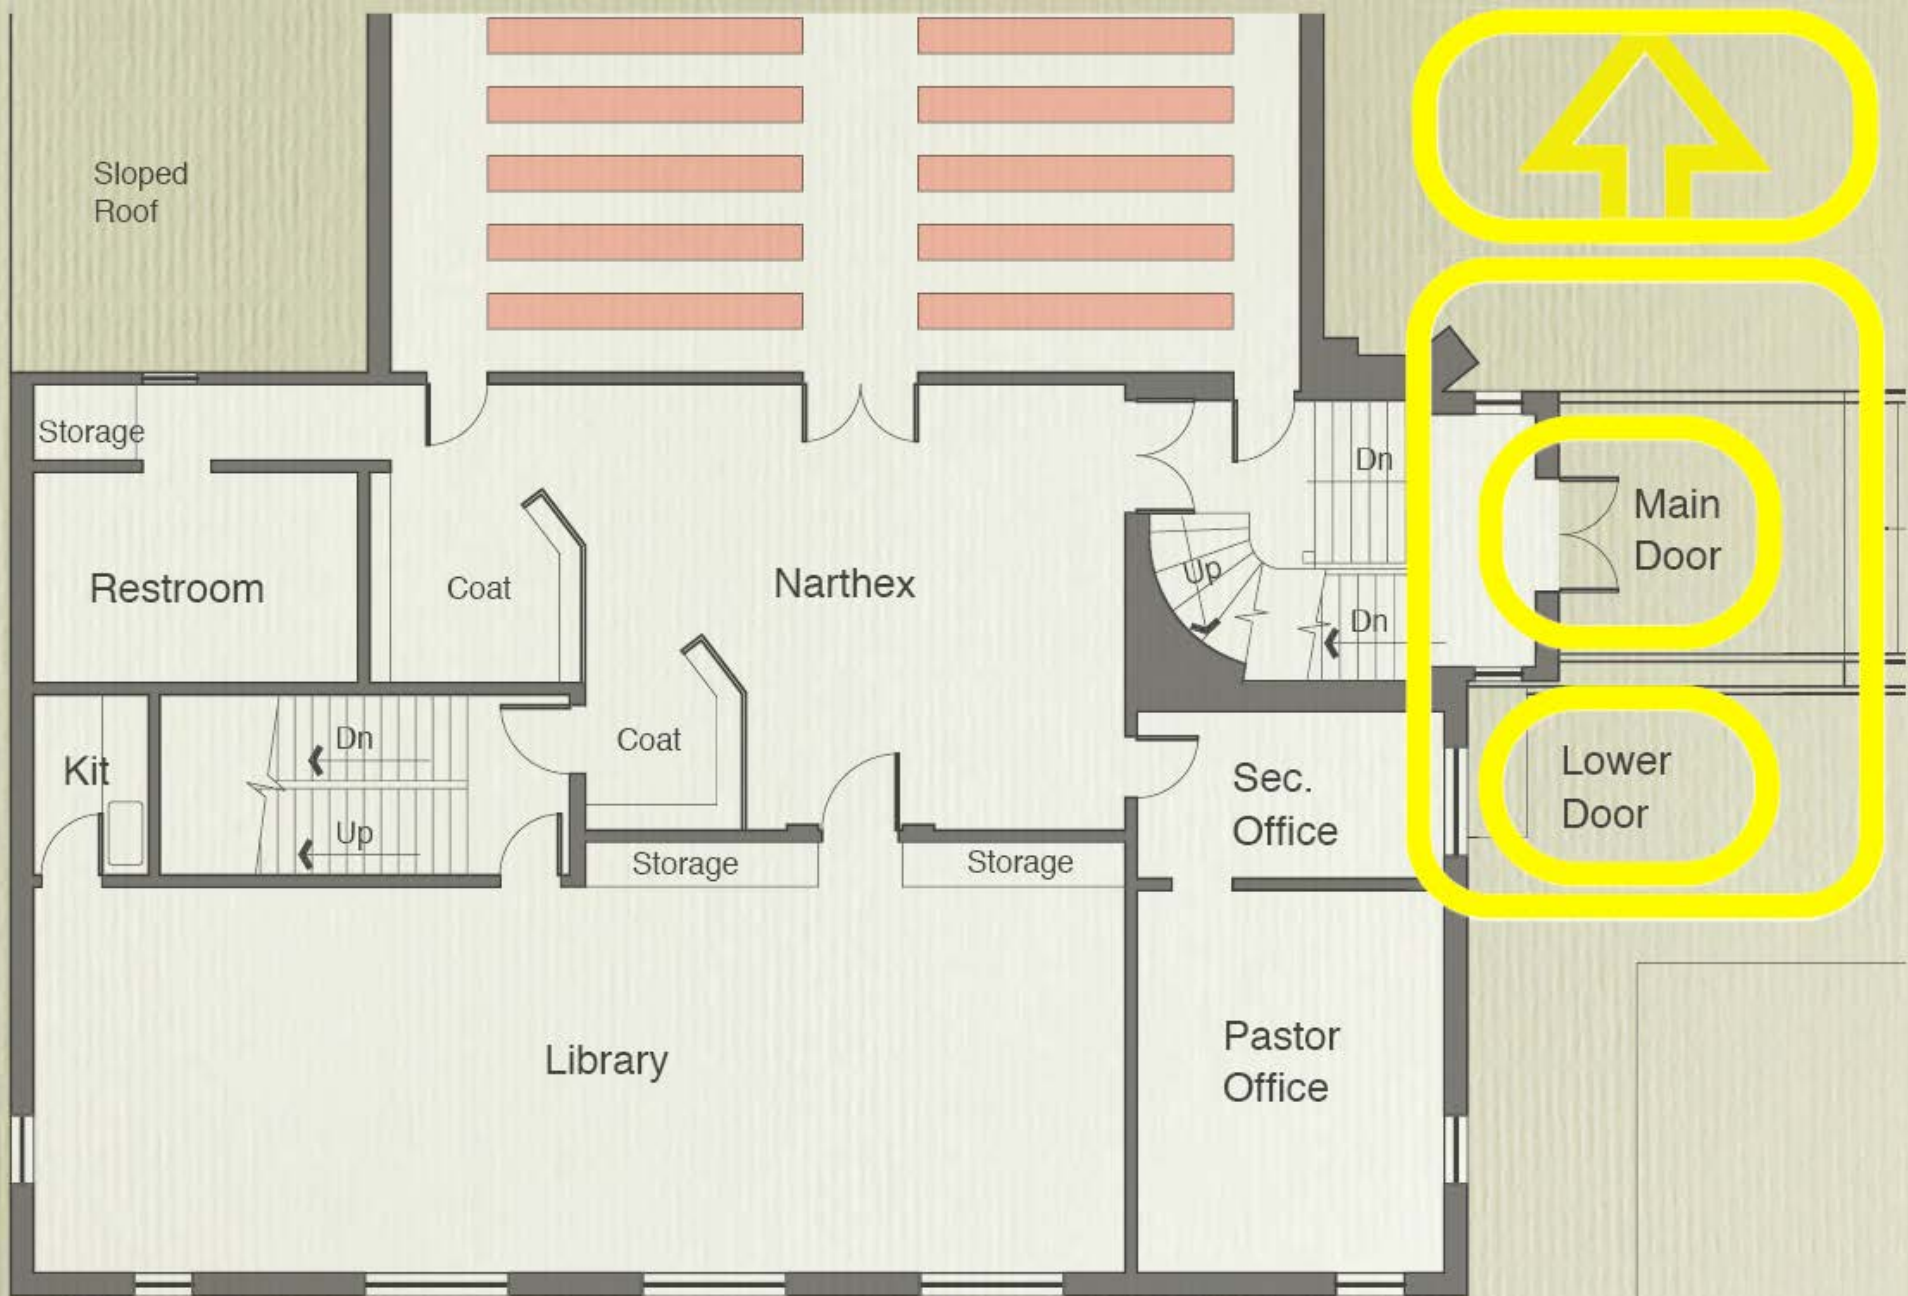 Sloped
Roof
Storage
Dn
Main
Door
Restroom
Coat
Narthex
Up
Dn
Kit
Dn
Coat
Lower
Door
Sec.
Office
Up
Storage
Storage
Library
Pastor
Office